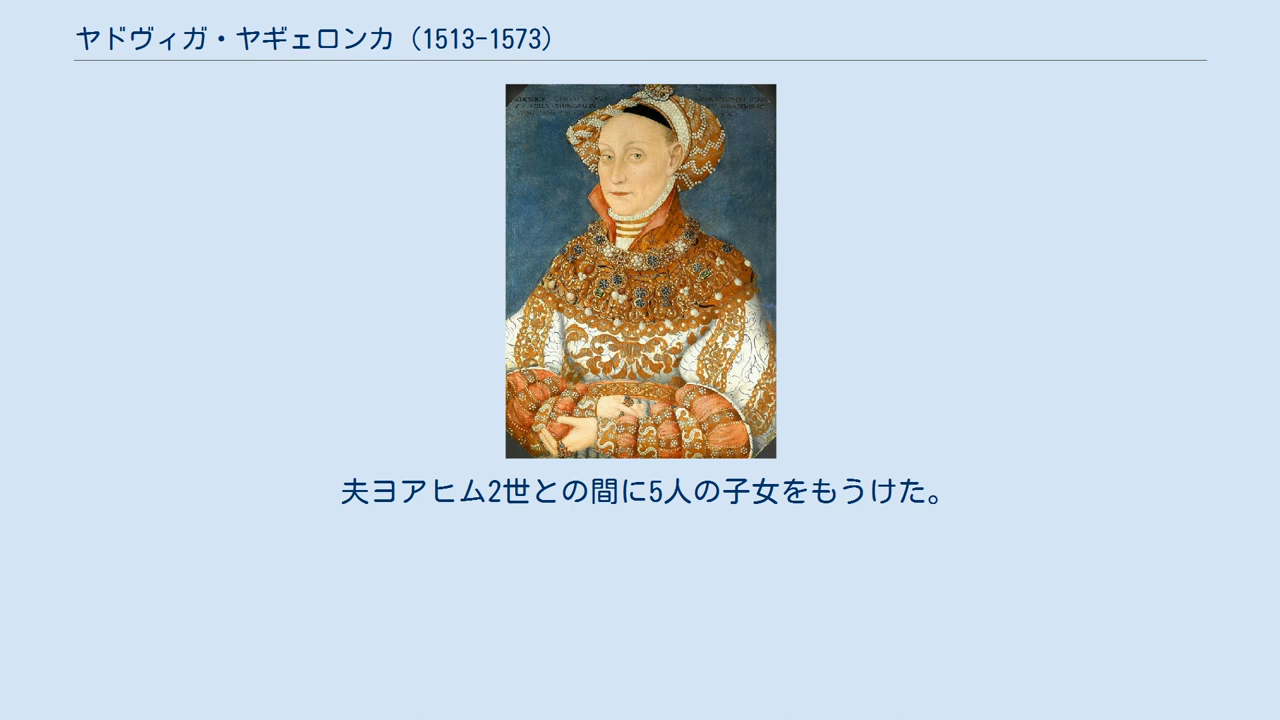 ヤドヴィガ・ヤギェロンカ（1513-1573）
夫ヨアヒム2世との間に5人の子女をもうけた。